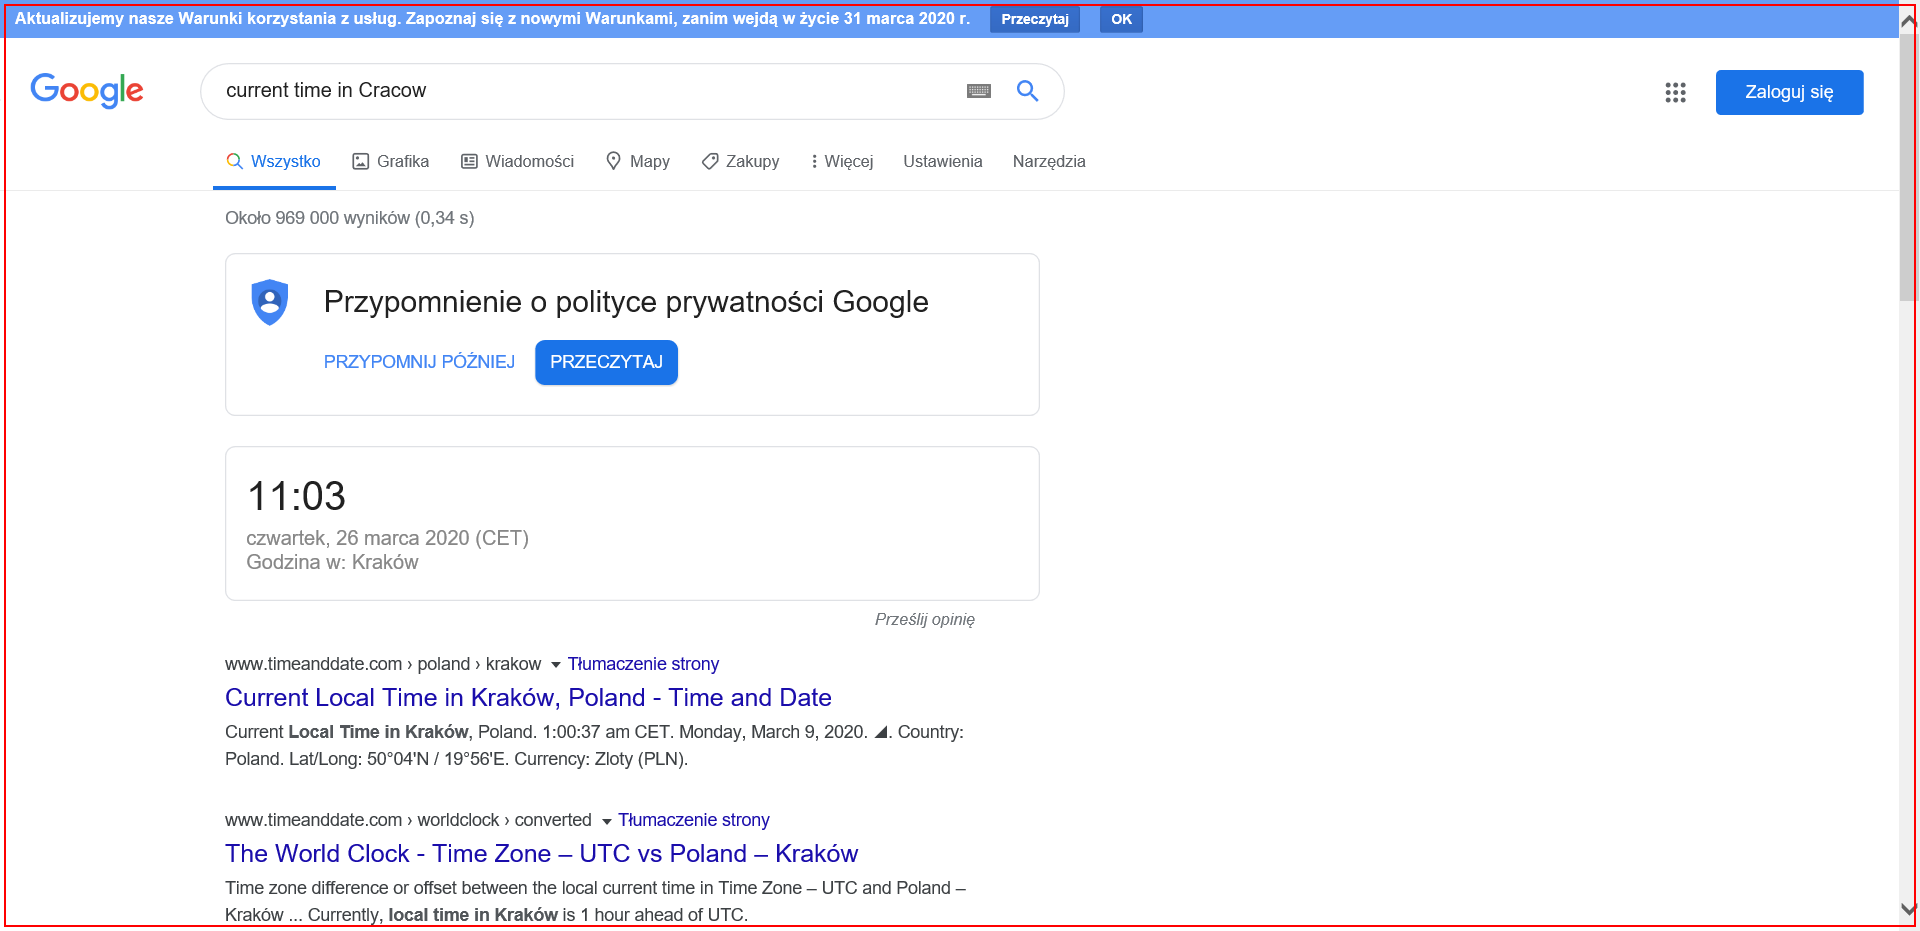 Aktualizujemy nasze Warunki korzystania z usług. Zapoznaj się z nowymi Warunkami, zanim wejdą w życie 31 marca 2020 r. Przeczytaj OK
Google current time in Cracow Zaloguj się
Wszystko Grafika Wiadomości Mapy Zakupy Więcej Ustawienia Narzędzia
Około 969 000 wyników (0,34 s)
Przypomnienie o polityce prywatności Google
PRZYPOMNIJ PÓŹNIEJ PRZECZYTAJ
11:03
czwartek, 26 marca 2020 (CET)
Godzina w: Kraków
Prześlij opinię
www.timeanddate.com › poland › krakow Tłumaczenie strony
Current Local Time in Kraków, Poland - Time and Date
Current Local Time in Kraków, Poland. 1:00:37 am CET. Monday, March 9, 2020. ◢. Country:
Poland. Lat/Long: 50°04'N / 19°56'E. Currency: Zloty (PLN).
www.timeanddate.com › worldclock › converted Tłumaczenie strony
The World Clock - Time Zone – UTC vs Poland – Kraków
Time zone difference or offset between the local current time in Time Zone – UTC and Poland –
Kraków ... Currently, local time in Kraków is 1 hour ahead of UTC.